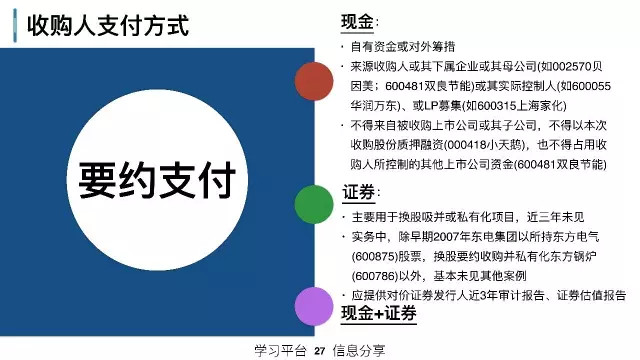 收购人支付方式
现金：
· 自有资金或对外筹措
· 来源收购人或其下属企业或其母公司(如002570贝
因美；600481双良节能)或其实际控制人(如600055
华润万东)、或LP募集(如600315上海家化)
· 不得来自被收购上市公司或其子公司，不得以本次
收购股份质押融资(000418小天鹅)，也不得占用收
购人所控制的其他上市公司资金(600481双良节能)
要约支付
证券：
· 主要用于换股吸并或私有化项目，近三年未见
· 实务中，除早期2007年东电集团以所持东方电气
(600875)股票，换股要约收购并私有化东方锅炉
(600786)以外，基本未见其他案例
· 应提供对价证券发行人近3年审计报告、证券估值报告
现金+证券
学习平台 27 信息分享